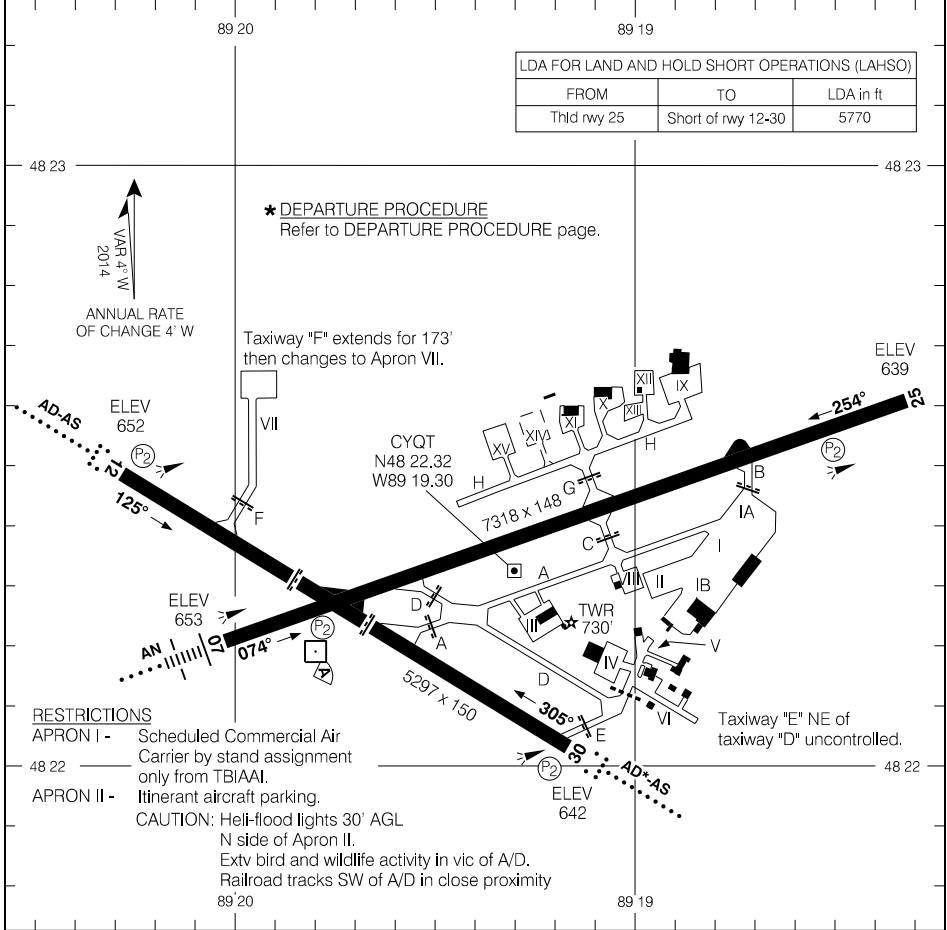 89 20
89 19
LDA FOR LAND AND HOLD SHORT OPERATIONS (LAHSO)
FROM TO LDA in ft
Thld rwy 25 Short of rwy 12-30 5770
48 23
48 23
* DEPARTURE PROCEDURE
Refer to DEPARTURE PROCEDURE page.
VAR 4° W
2014
ANNUAL RATE
OF CHANGE 4' W
Taxiway "F" extends for 173'
then changes to Apron VII.
ELEV
639
25
254°
P2
AD-AS
ELEV
652
P2
12
125°
VII
F
CYQT
N48 22.32
W89 19.30
XV
XIV
XI
X
XIII
XII
IX
H
H
G
7318 x 148
B
IA
C
I
A
VIII
II
IB
D
ELEV
653
07
074°
P2
AN
A
A
III
TWR
730'
IV
V
D
VI
5297 x 150
305°
E
30
P2
ELEV
642
AD*-AS
Taxiway "E" NE of
taxiway "D" uncontrolled.
RESTRICTIONS
APRON I - Scheduled Commercial Air
Carrier by stand assignment
only from TBIAAI.
48 22
48 22
APRON II - Itinerant aircraft parking.
CAUTION: Heli-flood lights 30' AGL
N side of Apron II.
Extv bird and wildlife activity in vic of A/D.
Railroad tracks SW of A/D in close proximity
89 20
89 19